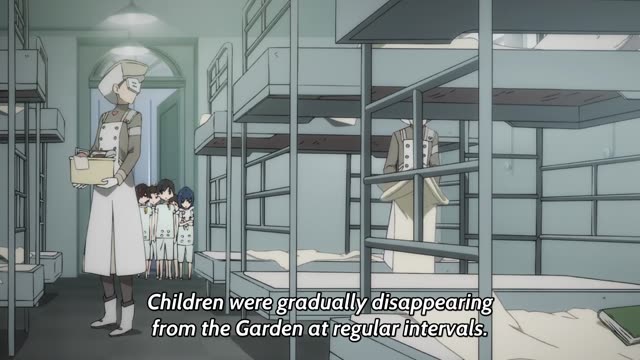 Children were gradually disappearing
from the Garden at regular intervals.